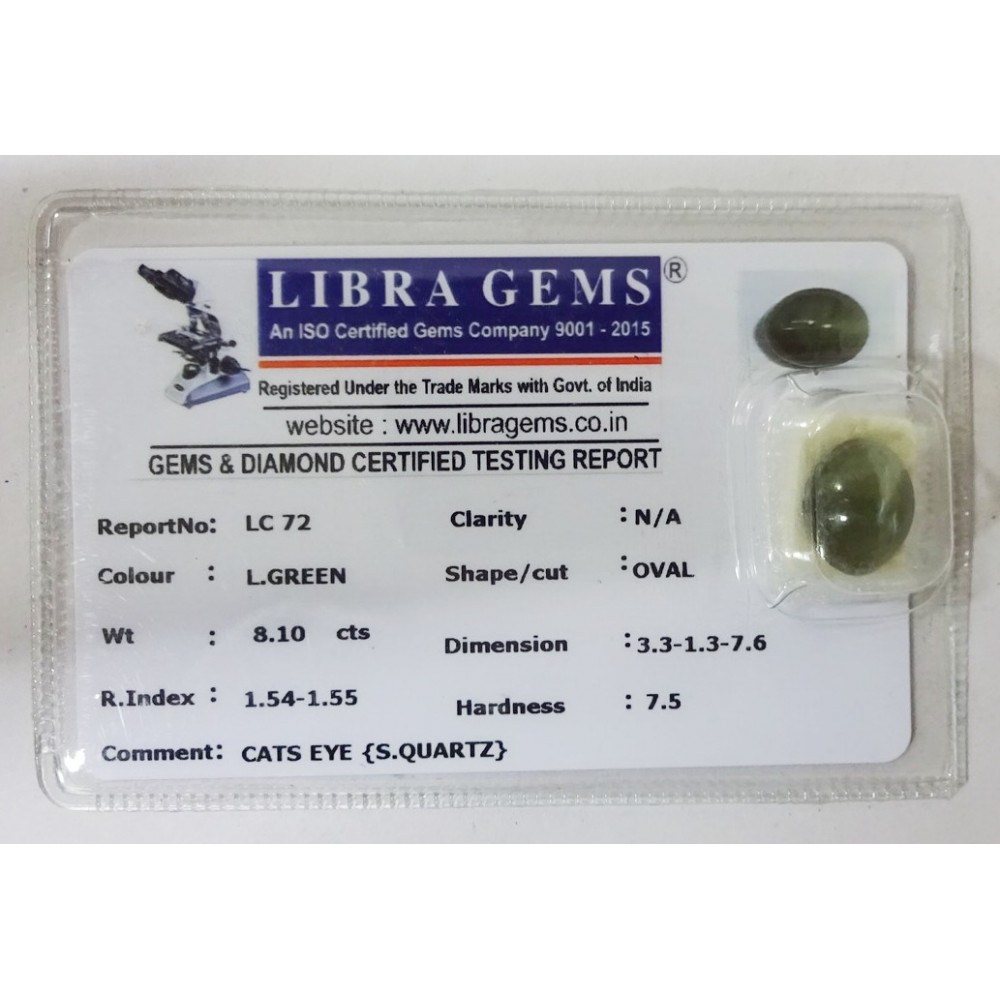 LIBRA GEMS ®
An ISO Certified Gems Company 9001 - 2015
Registered Under the Trade Marks with Govt. of India
website : www.libragems.co.in
GEMS & DIAMOND CERTIFIED TESTING REPORT
ReportNo: LC 72 Clarity : N/A
Colour : L.GREEN Shape/cut : OVAL
Wt : 8.10 cts Dimension : 3.3-1.3-7.6
R.Index : 1.54-1.55 Hardness : 7.5
Comment: CATS EYE {S.QUARTZ}